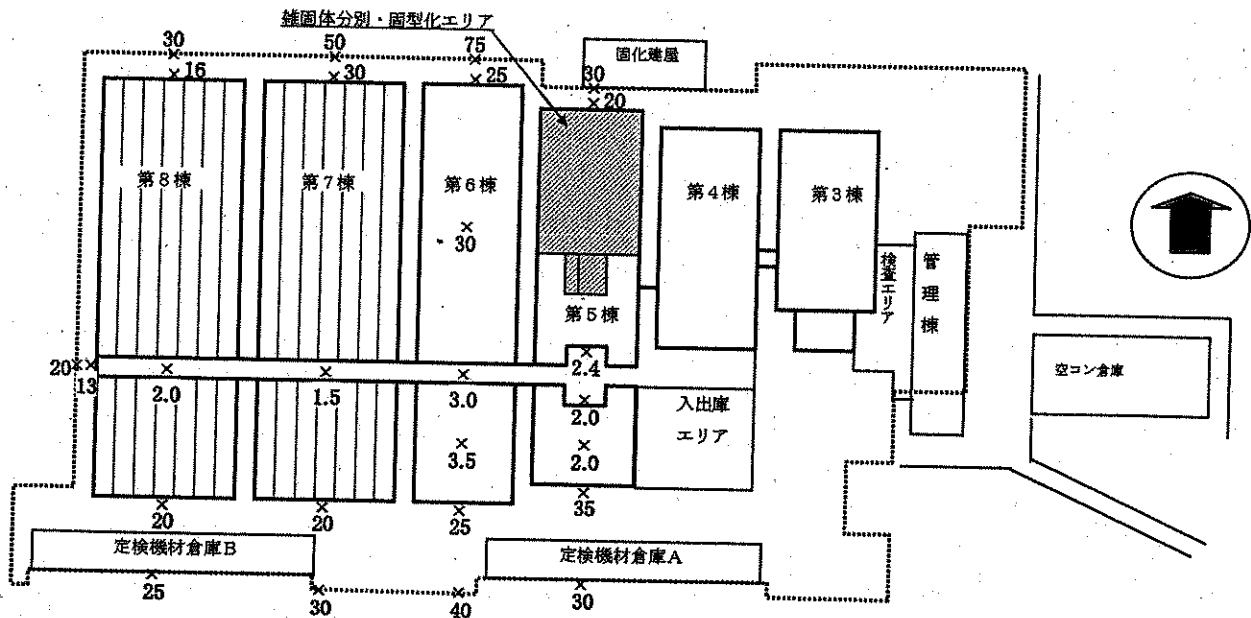 雑固体分別・固型化エリア
固化建屋
30
50
75
30
16
30
25
20
第8棟
第7棟
第6棟
第4棟
第3棟
30
検査エリア
管理棟
第5棟
空コン倉庫
20
13
2.0
1.5
3.0
2.4
2.0
入出庫
エリア
3.5
2.0
20
20
25
35
定検機材倉庫B
定検機材倉庫A
25
30
40
30